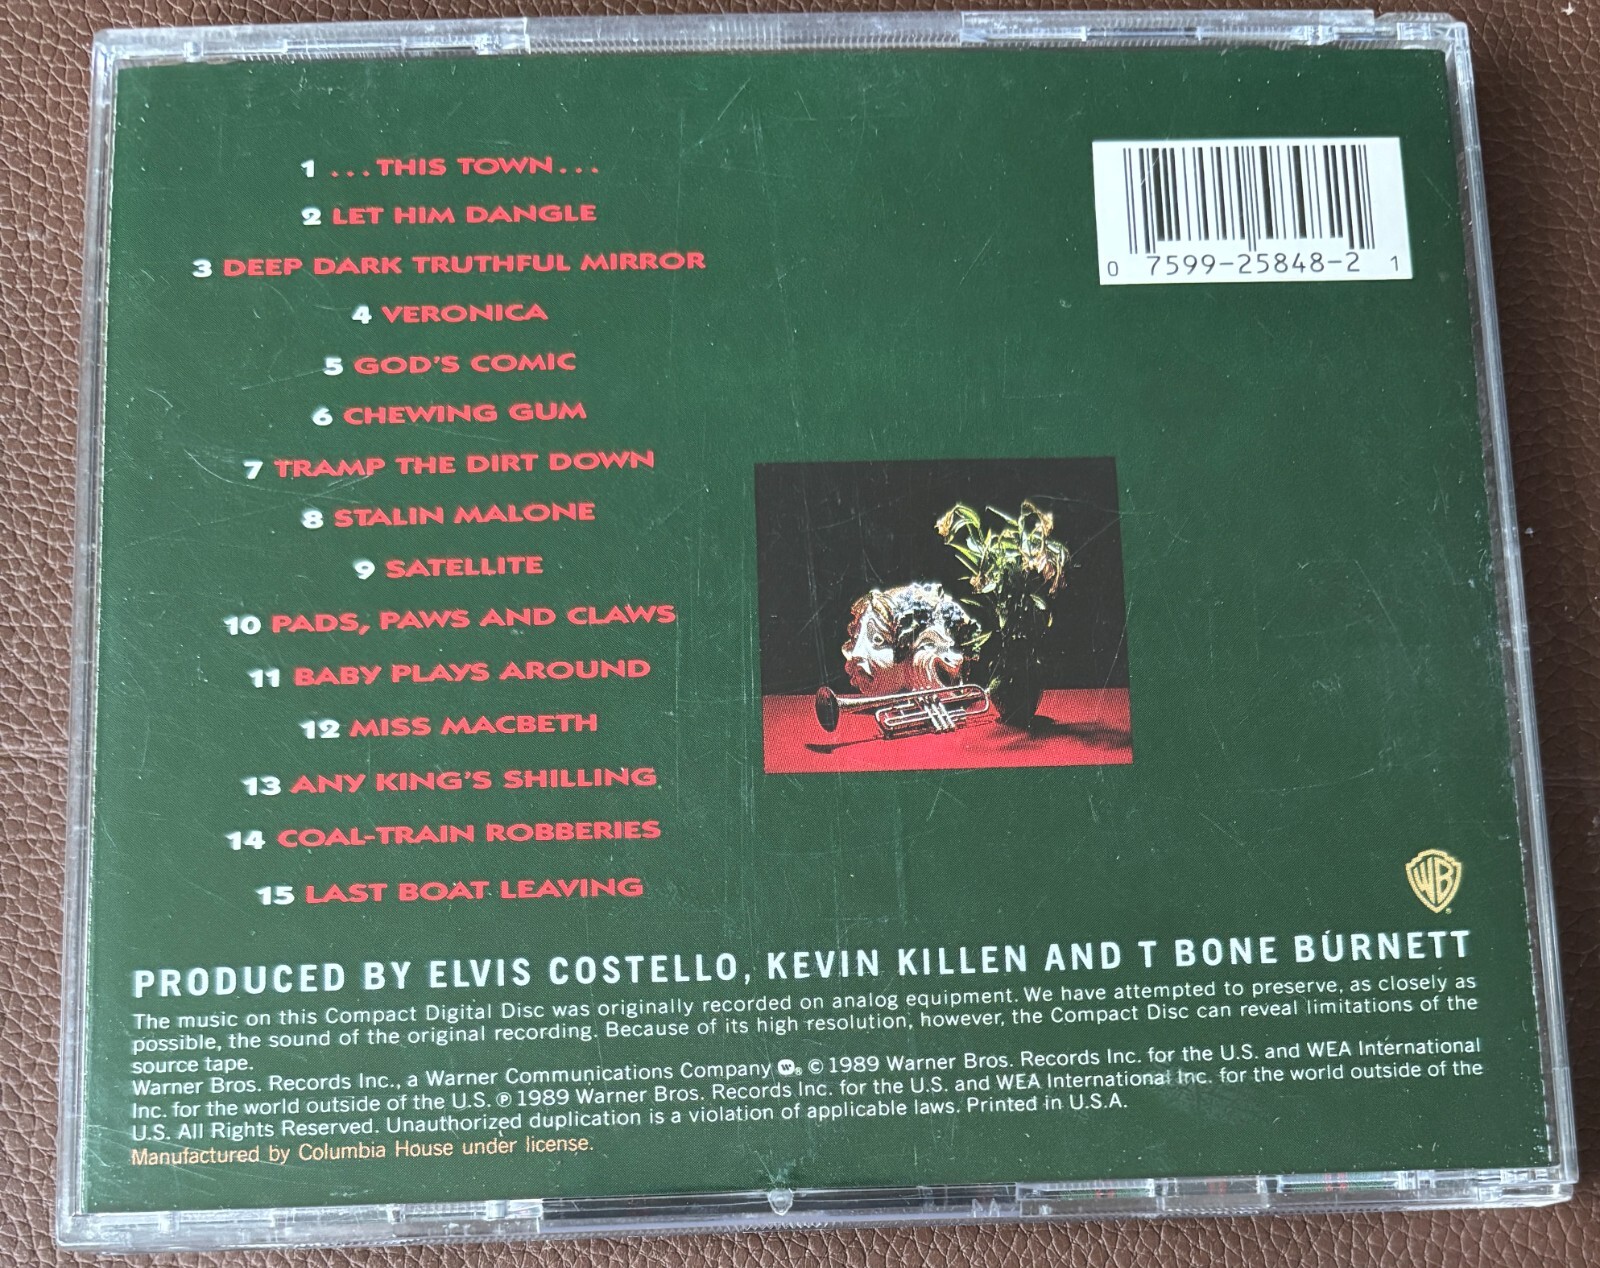 1 ...THIS TOWN...
2 LET HIM DANGLE
3 DEEP DARK TRUTHFUL MIRROR
4 VERONICA
5 GOD'S COMIC
6 CHEWING GUM
7 TRAMP THE DIRT DOWN
8 STALIN MALONE
9 SATELLITE
10 PADS, PAWS AND CLAWS
11 BABY PLAYS AROUND
12 MISS MACBETH
13 ANY KING'S SHILLING
14 COAL-TRAIN ROBBERIES
15 LAST BOAT LEAVING
0 7599-25848-2 1
WB
PRODUCED BY ELVIS COSTELLO, KEVIN KILLEN AND T BONE BURNETT
The music on this Compact Digital Disc was originally recorded on analog equipment. We have attempted to preserve, as closely as
possible, the sound of the original recording. Because of its high resolution, however, the Compact Disc can reveal limitations of the
source tape.
Warner Bros. Records Inc., a Warner Communications Company W® © 1989 Warner Bros. Records Inc. for the U.S. and WEA International
Inc. for the world outside of the U.S. ℗ 1989 Warner Bros. Records Inc. for the U.S. and WEA International Inc. for the world outside of the
U.S. All Rights Reserved. Unauthorized duplication is a violation of applicable laws. Printed in U.S.A.
Manufactured by Columbia House under license.